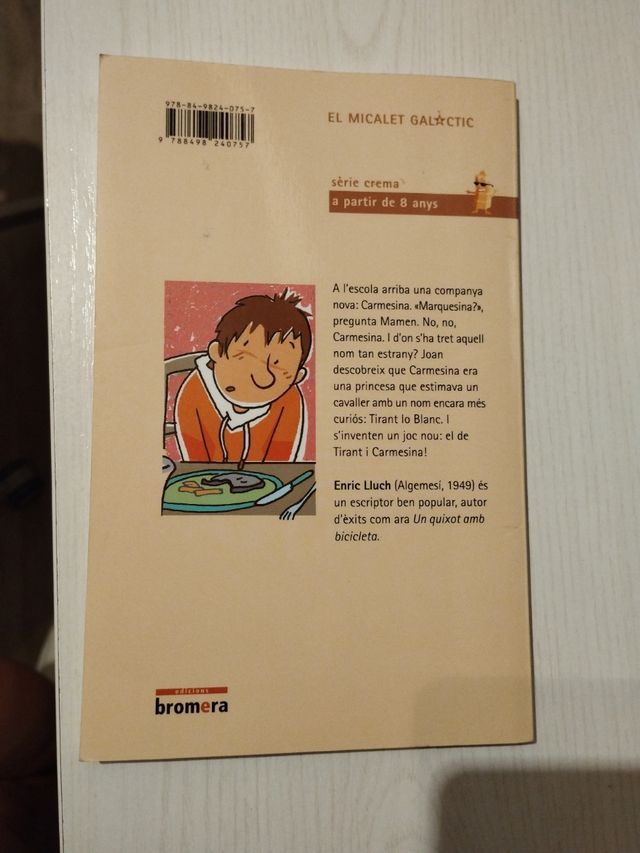 978-84-9824-075-7
9 788498 240757
EL MICALET GALÀCTIC
sèrie crema
a partir de 8 anys
A l'escola arriba una companya
nova: Carmesina. «Marquesina?»,
pregunta Mamen. No, no,
Carmesina. I d'on s'ha tret aquell
nom tan estrany? Joan
descobreix que Carmesina era
una princesa que estimava un
cavaller amb un nom encara més
curiós: Tirant lo Blanc. I
s'inventen un joc nou: el de
Tirant i Carmesina!
Enric Lluch (Algemesí, 1949) és
un escriptor ben popular, autor
d'èxits com ara Un quixot amb
bicicleta.
edicions
bromera